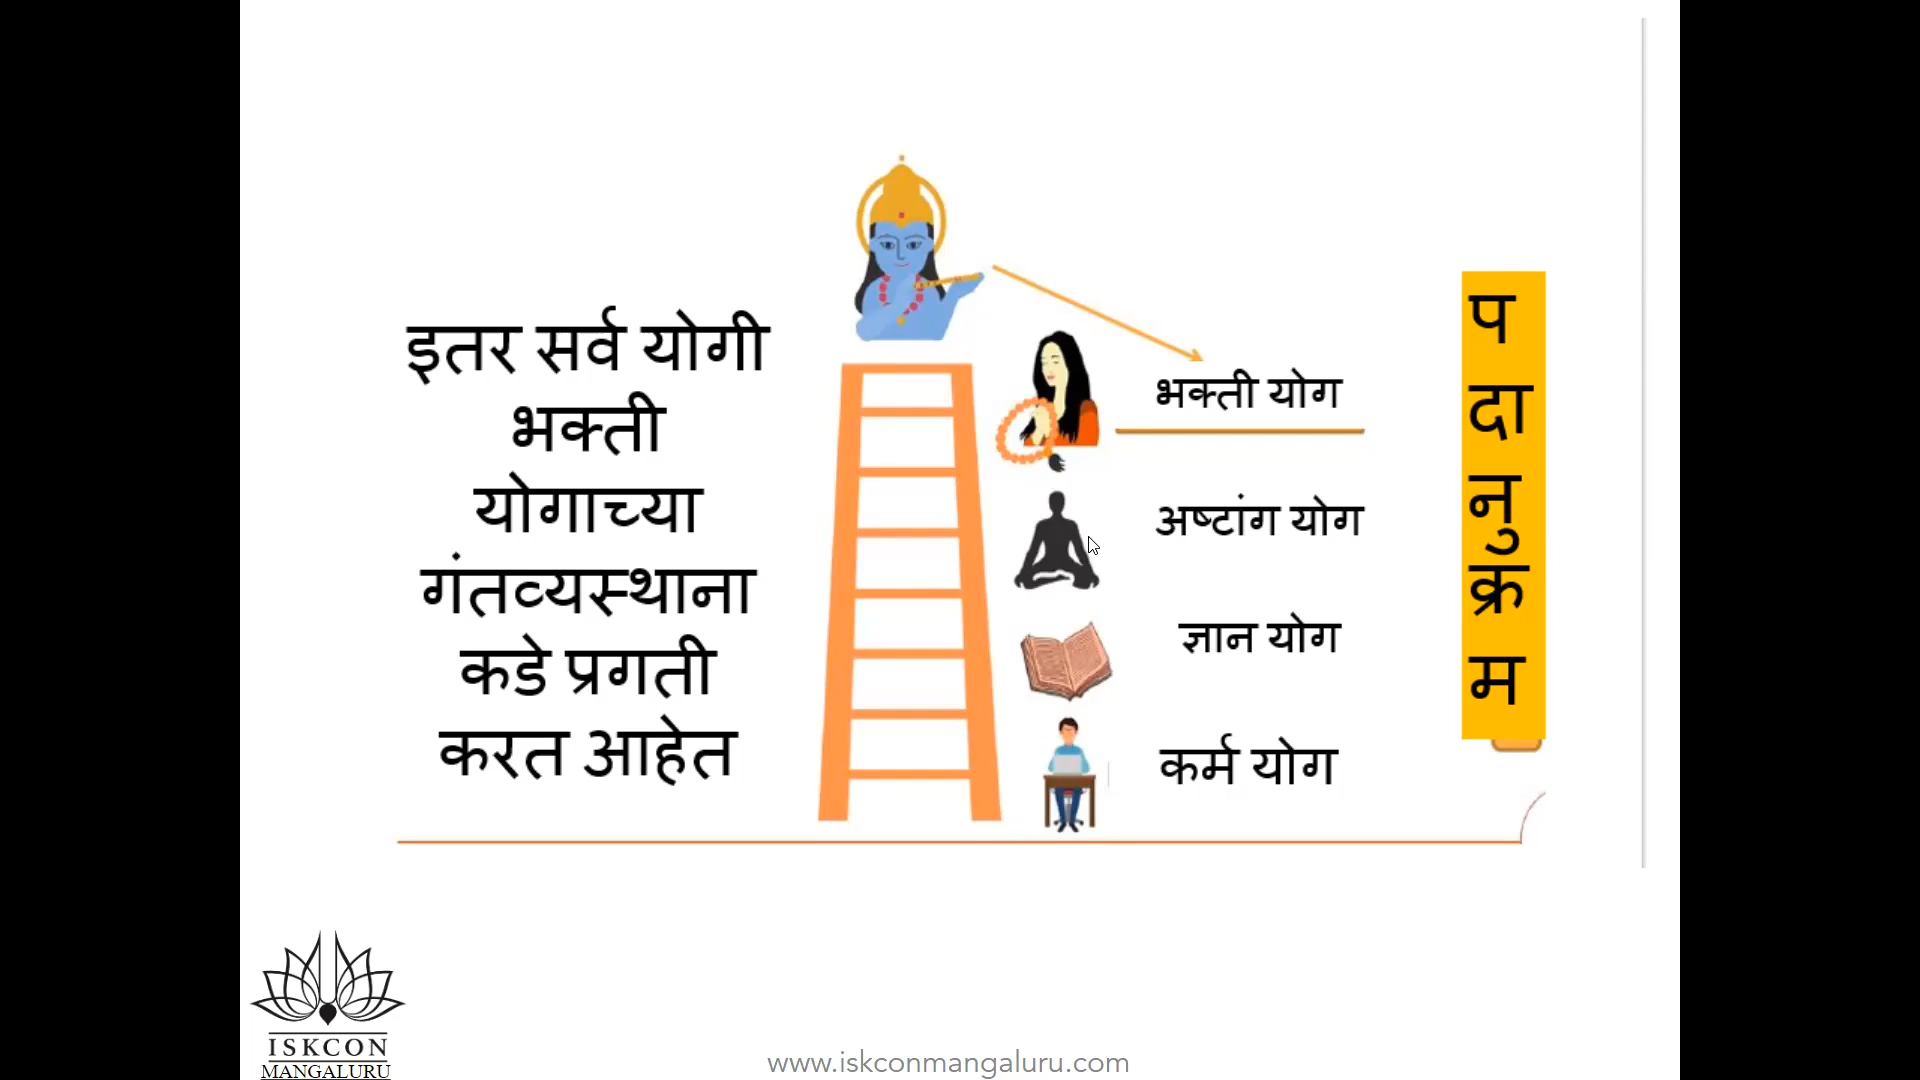 इतर सर्व योगी
भक्ती
योगाच्या
गंतव्यस्थाना
कडे प्रगती
करत आहेत
भक्ती योग
अष्टांग योग
ज्ञान योग
कर्म योग
प
दा
नु
क्र
म
ISKCON
MANGALURU
www.iskconmangaluru.com